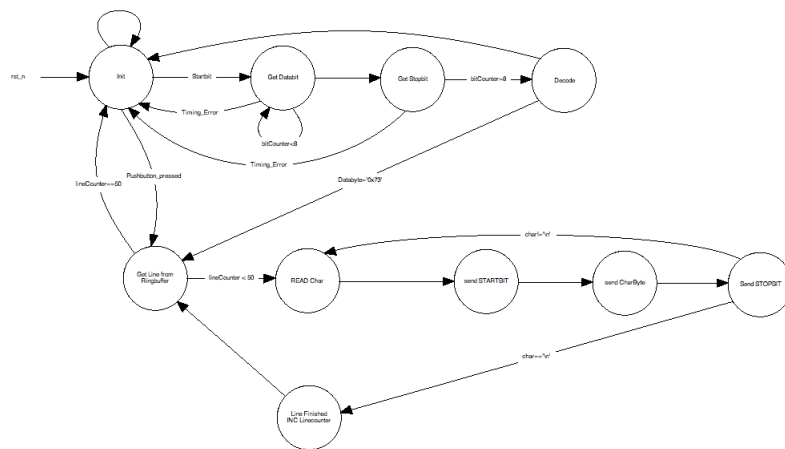 rst_n
Init
Startbit
Get Databit
Get Stopbit
bitCounter=8
Decode
Timing_Error
bitCounter<8
Timing_Error
Pushbutton_pressed
lineCounter==50
Databyte='0x73'
char!='\n'
Get Line from
Ringbuffer
lineCounter < 50
READ Char
send STARTBIT
send CharByte
Send STOPBIT
char=='\n'
Line Finished
INC Linecounter